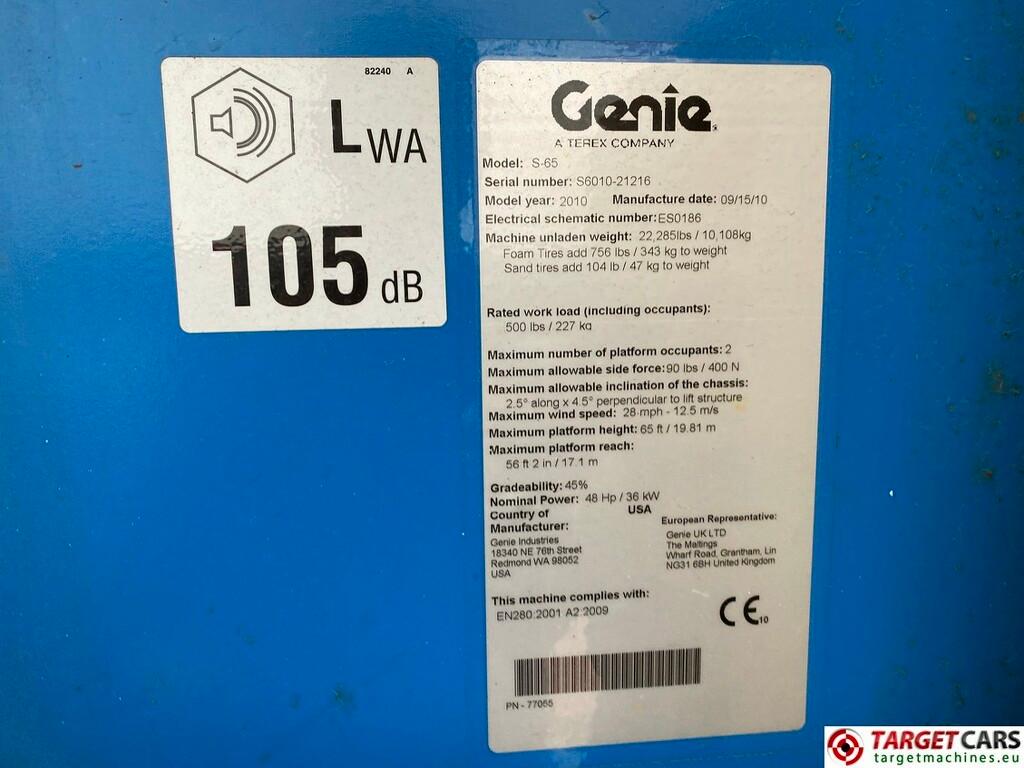 82240 A
LWA
105 dB
Genie
A TEREX COMPANY
Model: S-65
Serial number: S6010-21216
Model year: 2010 Manufacture date: 09/15/10
Electrical schematic number:ES0186
Machine unladen weight: 22,285lbs / 10,108kg
Foam Tires add 756 lbs / 343 kg to weight
Sand tires add 104 lb / 47 kg to weight
Rated work load (including occupants):
500 lbs / 227 kg
Maximum number of platform occupants: 2
Maximum allowable side force:90 lbs / 400 N
Maximum allowable inclination of the chassis:
2.5° along x 4.5° perpendicular to lift structure
Maximum wind speed: 28 mph - 12.5 m/s
Maximum platform height: 65 ft / 19.81 m
Maximum platform reach:
56 ft 2 in / 17.1 m
Gradeability: 45%
Nominal Power: 48 Hp / 36 kW
Country of USA
Manufacturer:
Genie Industries
18340 NE 76th Street
Redmond WA 98052
USA
European Representative:
Genie UK LTD
The Maltings
Wharf Road, Grantham, Lin
NG31 6BH United Kingdom
This machine complies with:
EN280:2001 A2:2009
CE 10
PN - 77055
TARGETCARS
targetmachines.eu